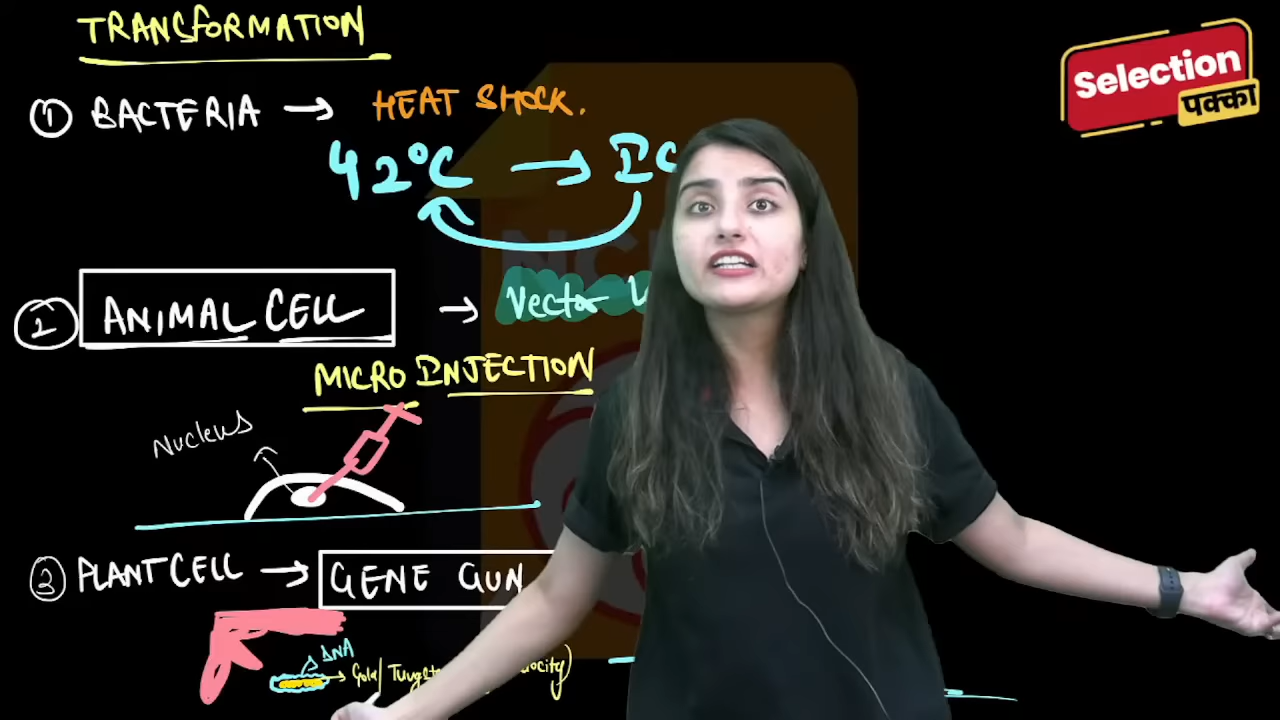 TRANSFORMATION
Selection
पक्का
① BACTERIA → HEAT SHOCK.
42°C →
② ANIMAL CELL → Vector
MICRO INJECTION
Nucleus
③ PLANT CELL → GENE GUN
DNA
→ Gold/